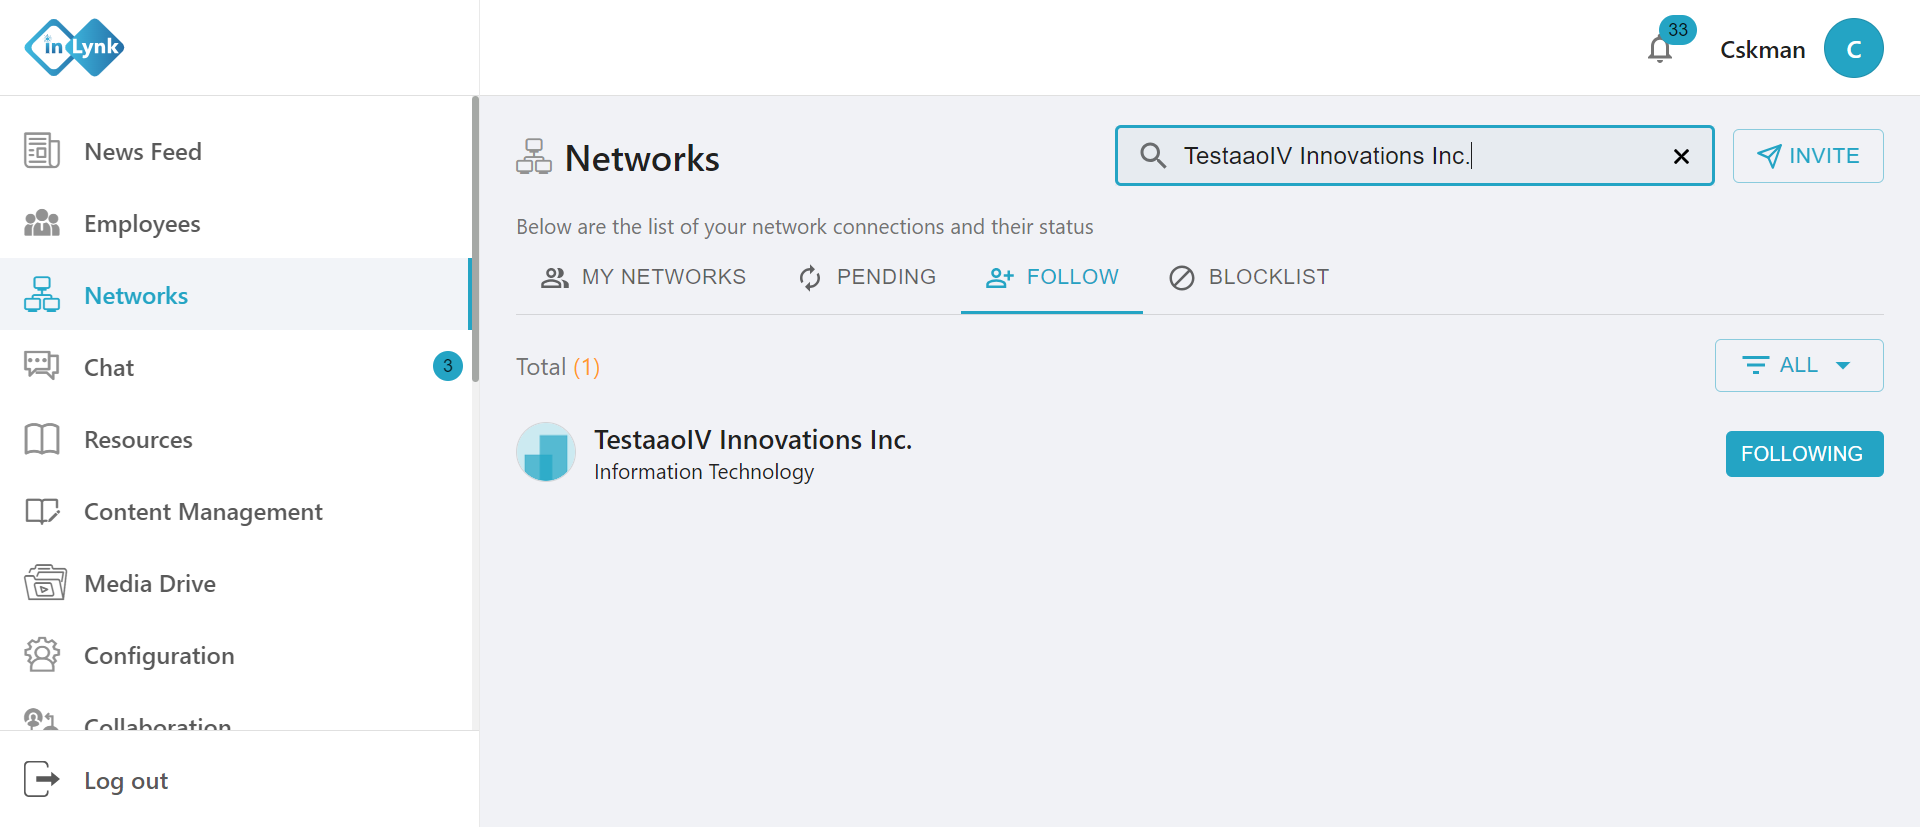 inLynk
33
Cskman
C
News Feed
Employees
Networks
Chat
3
Resources
Content Management
Media Drive
Configuration
Collaboration
Log out
Networks
TestaaoIV Innovations Inc.
INVITE
Below are the list of your network connections and their status
MY NETWORKS
PENDING
FOLLOW
BLOCKLIST
Total (1)
ALL
TestaaoIV Innovations Inc.
Information Technology
FOLLOWING